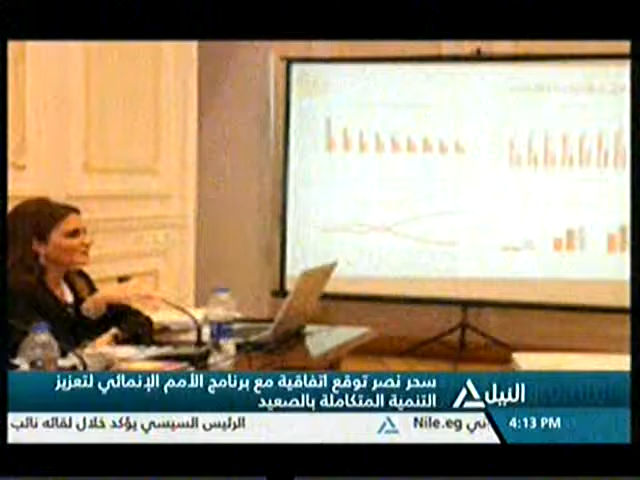 سحر نصر توقع اتفاقية مع برنامج الأمم الإنمائي لتعزيز
التنمية المتكاملة بالصعيد
النيل
الرئيس السيسي يؤكد خلال لقائه نائب
Nile.eg
4:13 PM